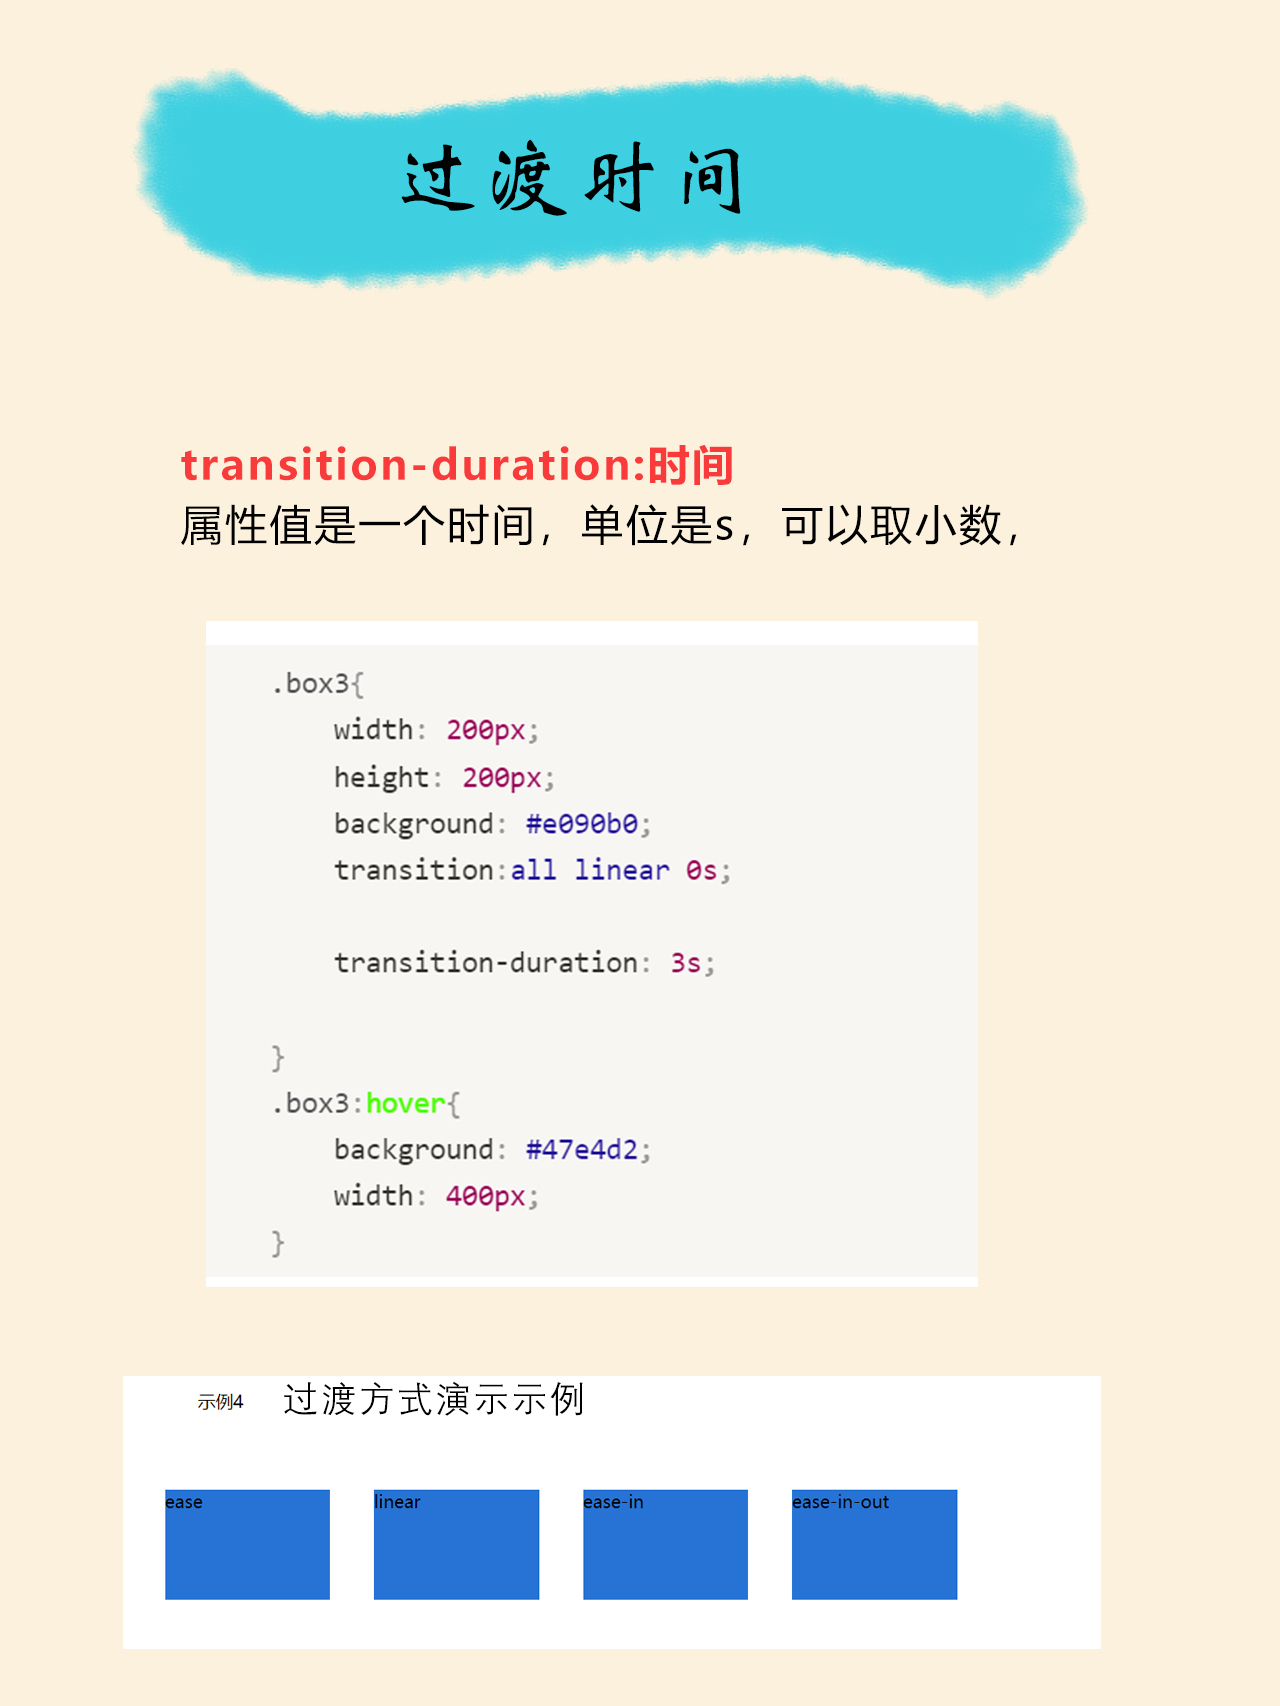 过渡时间
transition-duration:时间
属性值是一个时间，单位是s，可以取小数，
.box3{
width: 200px;
height: 200px;
background: #e090b0;
transition:all linear 0s;
transition-duration: 3s;
}
.box3:hover{
background: #47e4d2;
width: 400px;
}
示例4 过渡方式演示示例
ease linear ease-in ease-in-out